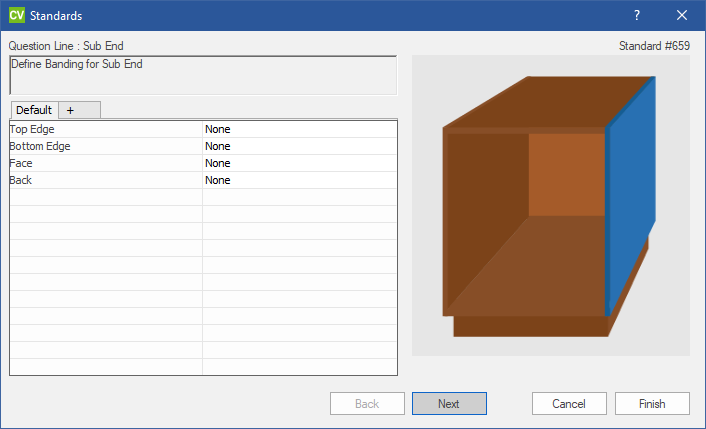 CV Standards ?
Question Line : Sub End Standard #659
Define Banding for Sub End
Default +
Top Edge None
Bottom Edge None
Face None
Back None
Back Next Cancel Finish